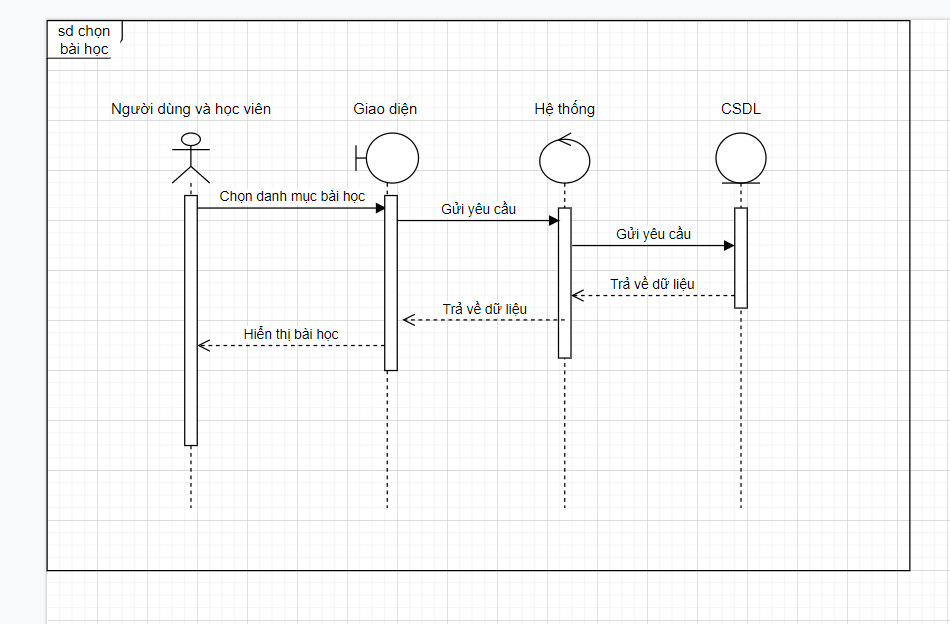 sd chọn
bài học
Người dùng và học viên
Giao diện
Hệ thống
CSDL
Chọn danh mục bài học
Gửi yêu cầu
Gửi yêu cầu
Trả về dữ liệu
Trả về dữ liệu
Hiển thị bài học